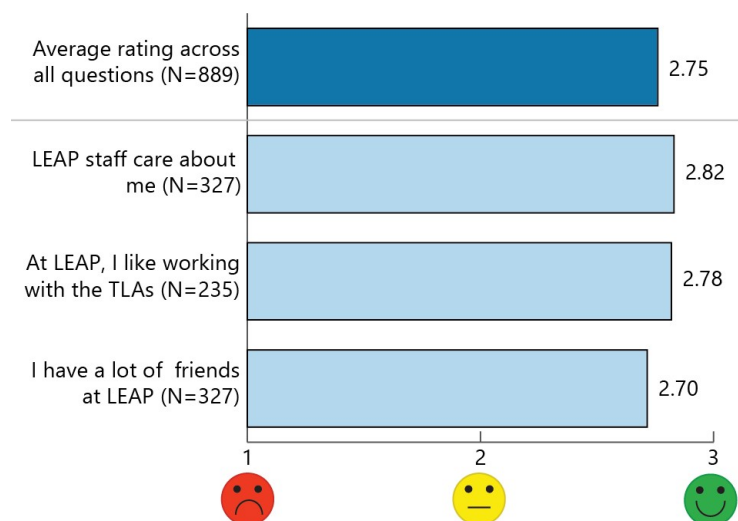 Average rating across
all questions (N=889)
2.75
LEAP staff care about
me (N=327)
2.82
At LEAP, I like working
with the TLAs (N=235)
2.78
I have a lot of friends
at LEAP (N=327)
2.70
1 2 3